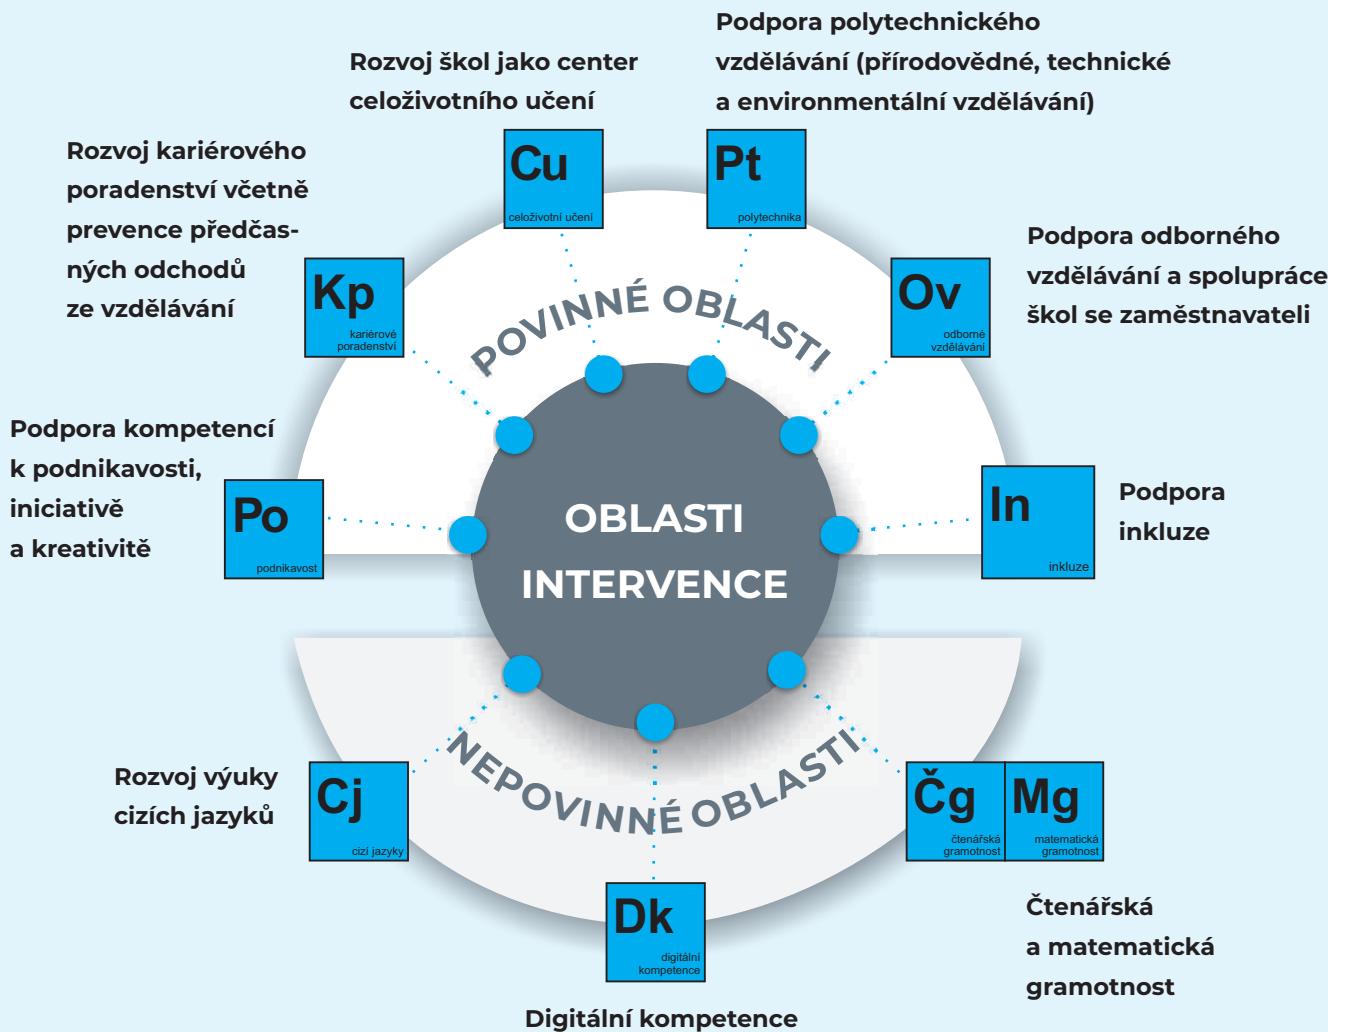 Podpora polytechnického
vzdělávání (přírodovědné, technické
a environmentální vzdělávání)
Rozvoj škol jako center
celoživotního učení
Rozvoj kariérového
poradenství včetně
prevence předčas-
ných odchodů
ze vzdělávání
Cu
celoživotní učení
Pt
polytechnika
Podpora odborného
vzdělávání a spolupráce
škol se zaměstnavateli
Kp
kariérové
poradenství
Ov
odborné
vzdělávání
POVINNÉ OBLASTI
Podpora kompetencí
k podnikavosti,
iniciativě
a kreativitě
Po
podnikavost
OBLASTI
INTERVENCE
In
inkluze
Podpora
inkluze
NEPOVINNÉ OBLASTI
Rozvoj výuky
cizích jazyků
Cj
cizí jazyky
Čg
čtenářská
gramotnost
Mg
matematická
gramotnost
Dk
digitální
kompetence
Čtenářská
a matematická
gramotnost
Digitální kompetence